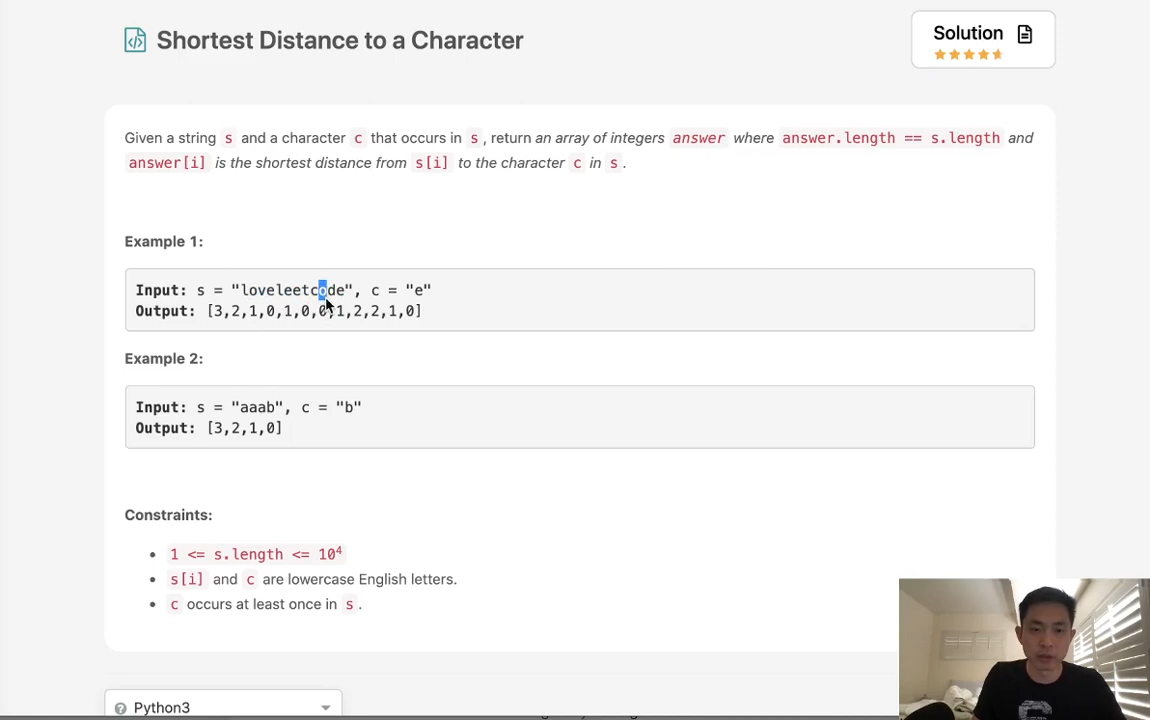 Shortest Distance to a Character
Solution
Given a string s and a character c that occurs in s, return an array of integers answer where answer.length == s.length and
answer[i] is the shortest distance from s[i] to the character c in s.
Example 1:
Input: s = "loveleetcode", c = "e"
Output: [3,2,1,0,1,0,0,1,2,2,1,0]
Example 2:
Input: s = "aaab", c = "b"
Output: [3,2,1,0]
Constraints:
1 <= s.length <= 10⁴
s[i] and c are lowercase English letters.
c occurs at least once in s.
Python3